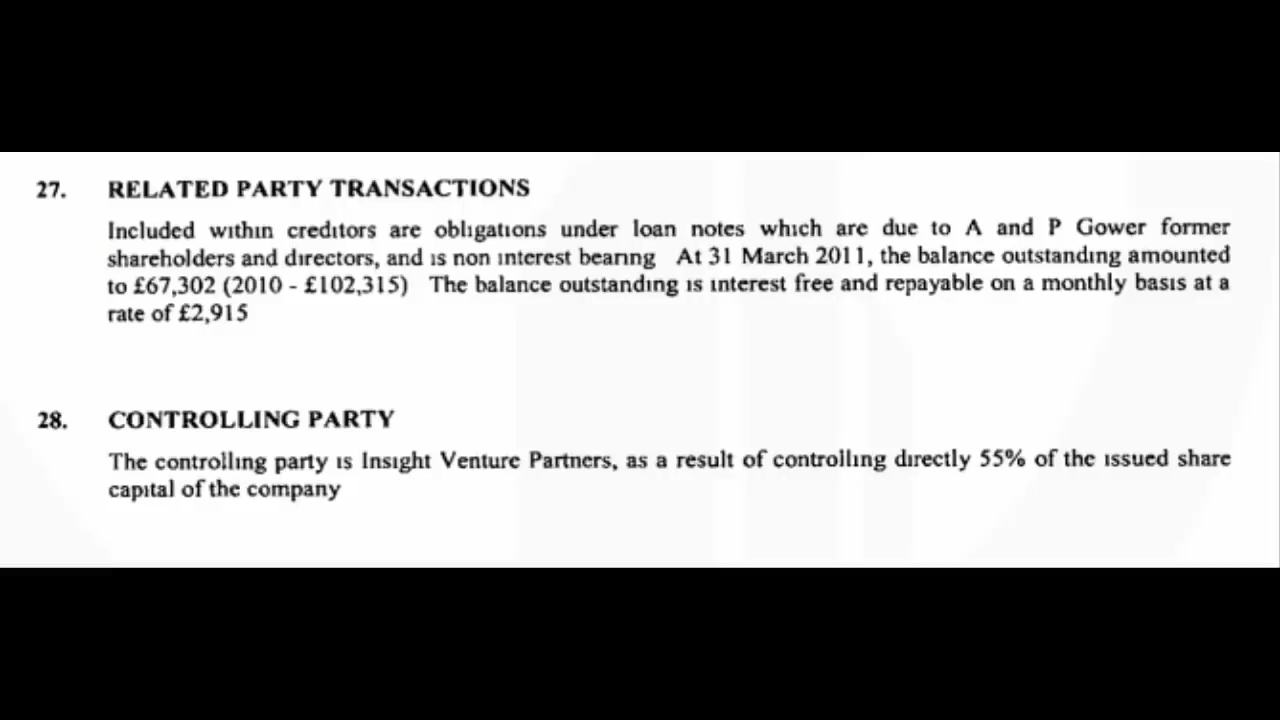 27. RELATED PARTY TRANSACTIONS
Included within creditors are obligations under loan notes which are due to A and P Gower former
shareholders and directors, and is non interest bearing At 31 March 2011, the balance outstanding amounted
to £67,302 (2010 - £102,315) The balance outstanding is interest free and repayable on a monthly basis at a
rate of £2,915
28. CONTROLLING PARTY
The controlling party is Insight Venture Partners, as a result of controlling directly 55% of the issued share
capital of the company